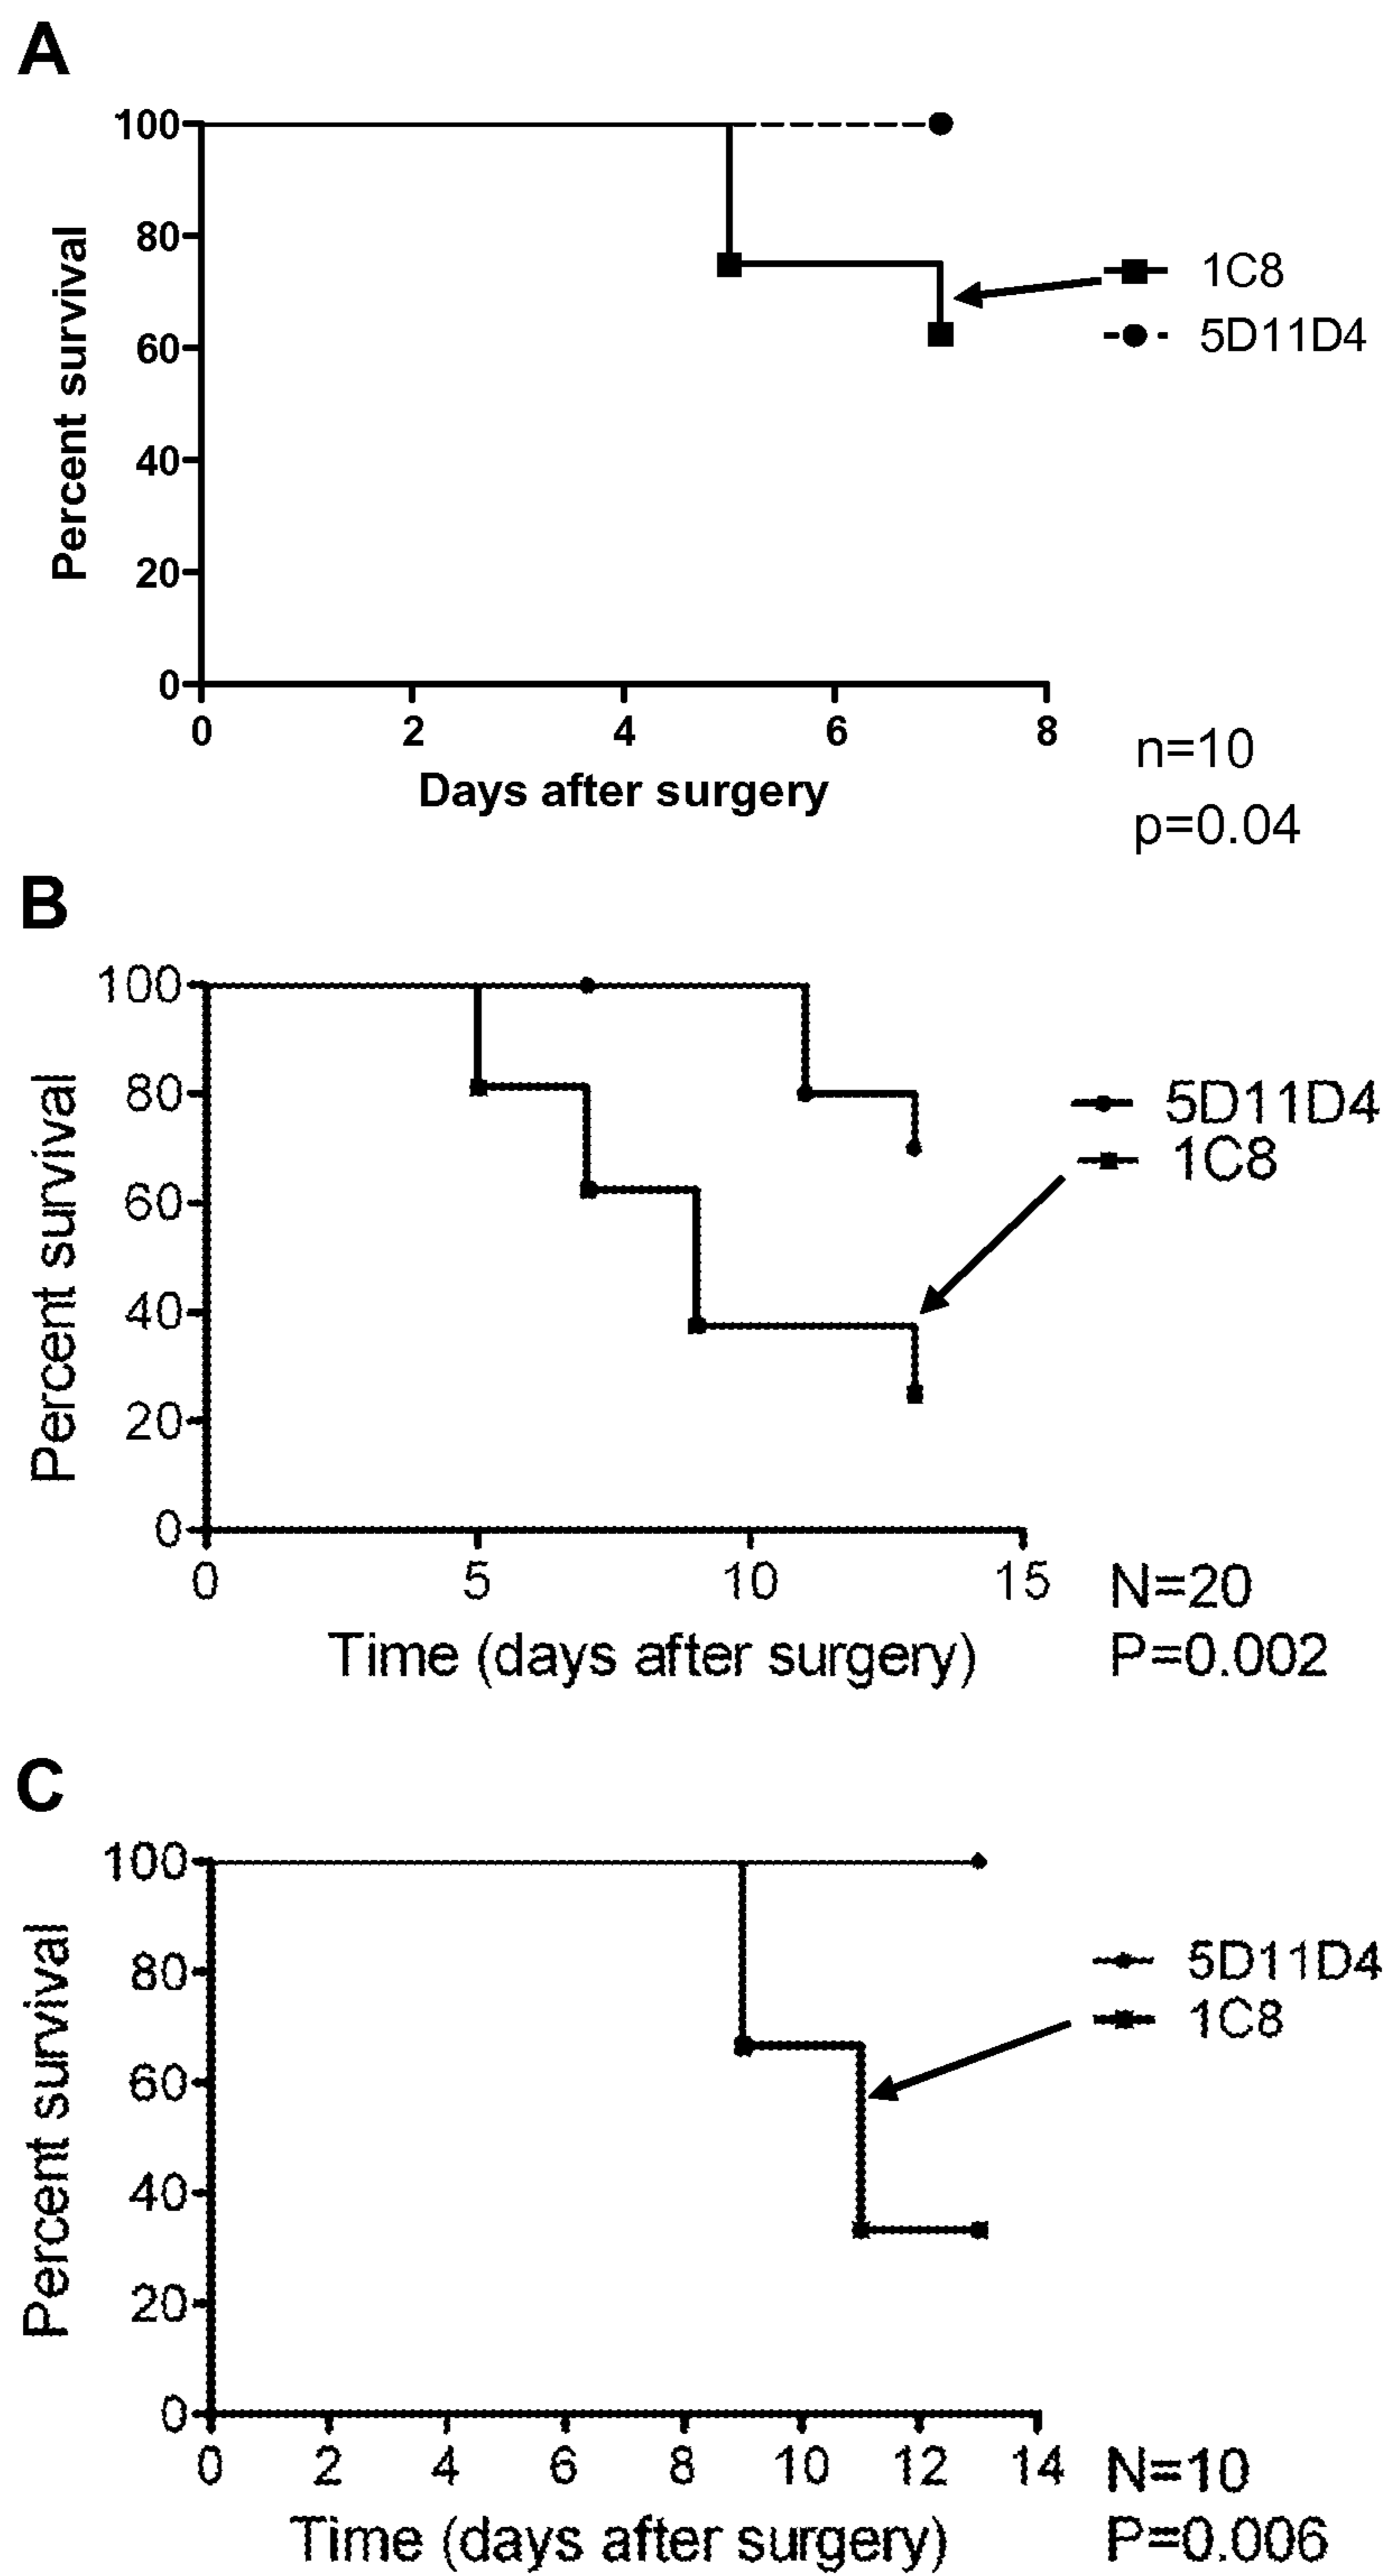 A
100
80
60
40
20
0
Percent survival
0 2 4 6 8
Days after surgery
1C8
5D11D4
n=10
p=0.04
B
100
80
60
40
20
0
Percent survival
0 5 10 15
Time (days after surgery)
5D11D4
1C8
N=20
P=0.002
C
100
80
60
40
20
0
Percent survival
0 2 4 6 8 10 12 14
Time (days after surgery)
5D11D4
1C8
N=10
P=0.006